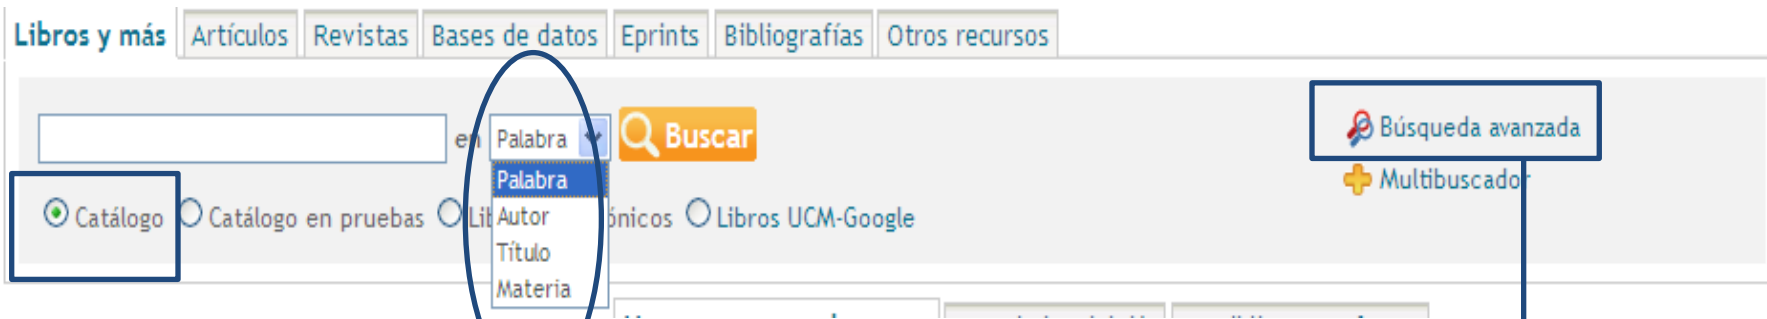 Libros y más Artículos Revistas Bases de datos Eprints Bibliografías Otros recursos
en Palabra Buscar Búsqueda avanzada
Palabra Multibuscador
Catálogo Catálogo en pruebas Autor Libros UCM-Google
Título
Materia